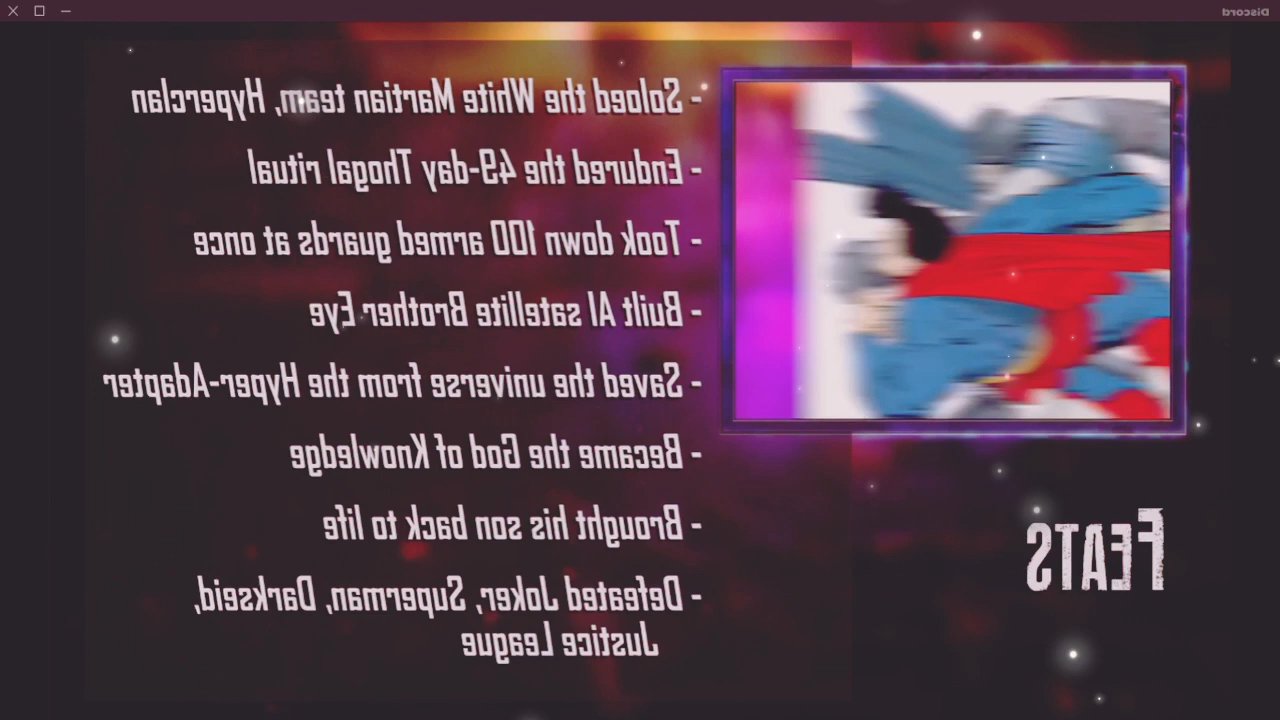 Discord
- Soloed the White Martian team, Hyperclan
- Endured the 49-day Thogal ritual
- Took down 100 armed guards at once
- Built AI satellite Brother Eye
- Saved the universe from the Hyper-Adapter
- Became the God of Knowledge
- Brought his son back to life
- Defeated Joker, Superman, Darkseid,
Justice League
FEATS